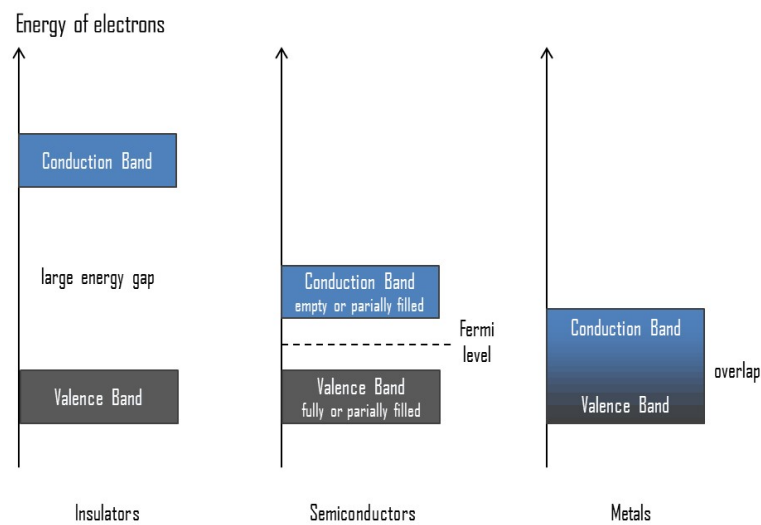 Energy of electrons
Conduction Band
large energy gap
Valence Band
Insulators
Conduction Band
empty or parially filled
Fermi
level
Valence Band
fully or parially filled
Semiconductors
Conduction Band
Valence Band
overlap
Metals